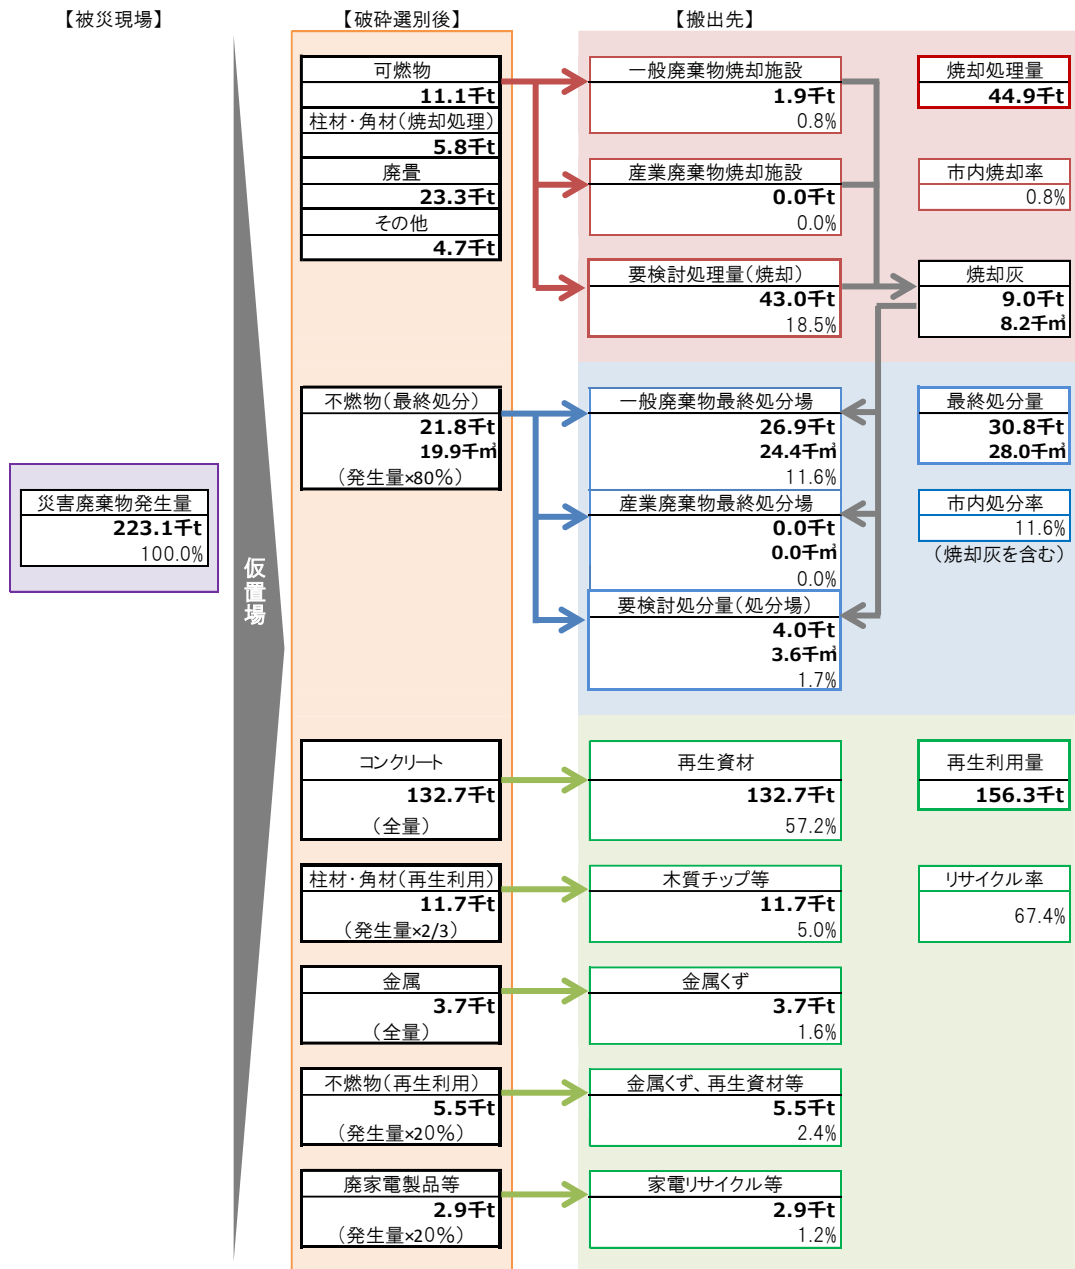 【被災現場】
【破砕選別後】
【搬出先】
災害廃棄物発生量
223.1千t
100.0%
仮置場
可燃物
11.1千t
柱材・角材(焼却処理)
5.8千t
廃畳
23.3千t
その他
4.7千t
一般廃棄物焼却施設
1.9千t
0.8%
産業廃棄物焼却施設
0.0千t
0.0%
要検討処理量(焼却)
43.0千t
18.5%
焼却処理量
44.9千t
市内焼却率
0.8%
焼却灰
9.0千t
8.2千㎥
不燃物(最終処分)
21.8千t
19.9千㎥
(発生量×80%)
一般廃棄物最終処分場
26.9千t
24.4千㎥
11.6%
産業廃棄物最終処分場
0.0千t
0.0千㎥
0.0%
要検討処分量(処分場)
4.0千t
3.6千㎥
1.7%
最終処分量
30.8千t
28.0千㎥
市内処分率
11.6%
(焼却灰を含む)
コンクリート
132.7千t
(全量)
再生資材
132.7千t
57.2%
再生利用量
156.3千t
柱材・角材(再生利用)
11.7千t
(発生量×2/3)
木質チップ等
11.7千t
5.0%
リサイクル率
67.4%
金属
3.7千t
(全量)
金属くず
3.7千t
1.6%
不燃物(再生利用)
5.5千t
(発生量×20%)
金属くず、再生資材等
5.5千t
2.4%
廃家電製品等
2.9千t
(発生量×20%)
家電リサイクル等
2.9千t
1.2%